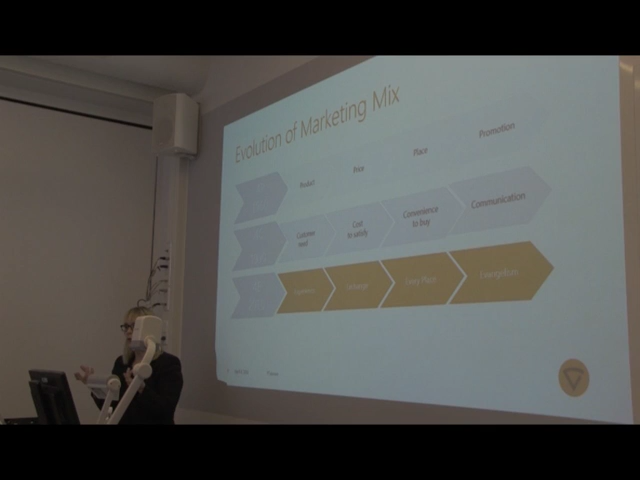 Evolution of Marketing Mix
Product
Price
Place
Promotion
Customer
need
Cost
to satisfy
Convenience
to buy
Communication
Exchange
Every Place
Evangelism